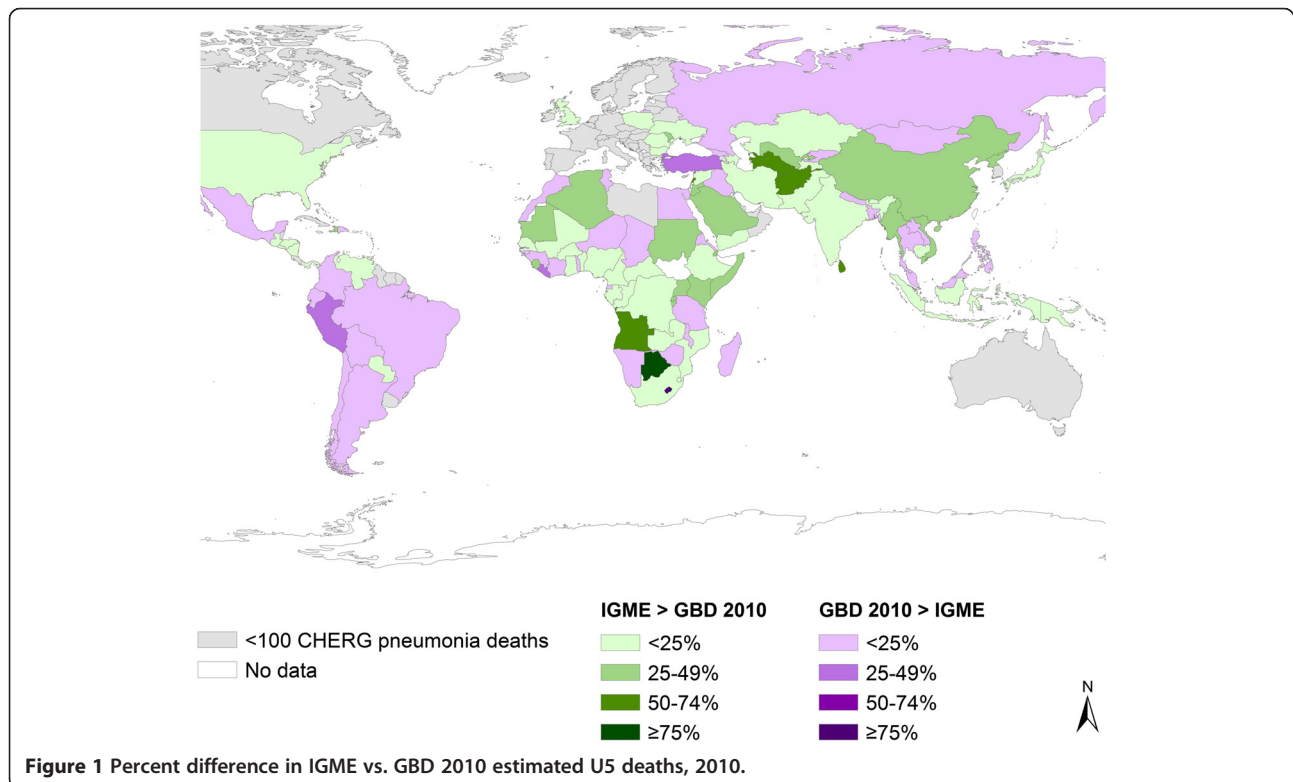 <100 CHERG pneumonia deaths
No data
IGME > GBD 2010
<25%
25-49%
50-74%
≥75%
GBD 2010 > IGME
<25%
25-49%
50-74%
≥75%
N
Figure 1 Percent difference in IGME vs. GBD 2010 estimated U5 deaths, 2010.